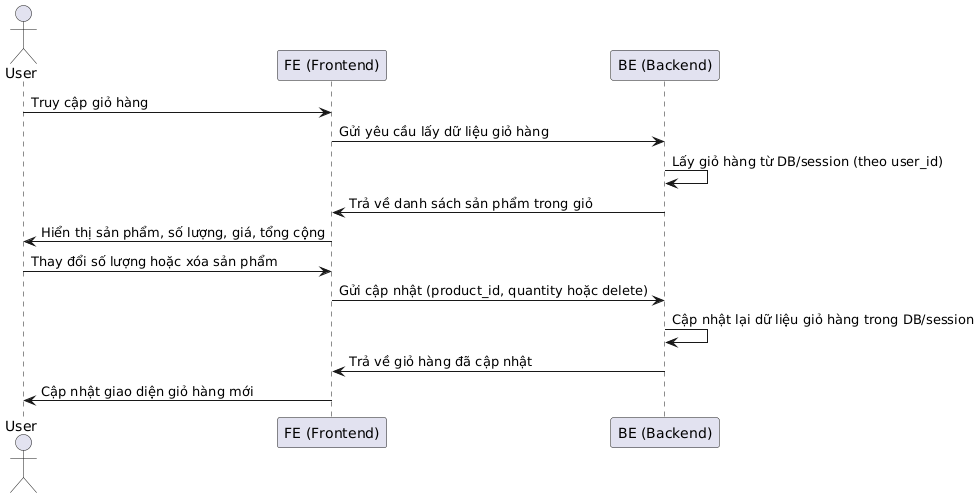 User
FE (Frontend)
BE (Backend)
Truy cập giỏ hàng
Gửi yêu cầu lấy dữ liệu giỏ hàng
Lấy giỏ hàng từ DB/session (theo user_id)
Trả về danh sách sản phẩm trong giỏ
Hiển thị sản phẩm, số lượng, giá, tổng cộng
Thay đổi số lượng hoặc xóa sản phẩm
Gửi cập nhật (product_id, quantity hoặc delete)
Cập nhật lại dữ liệu giỏ hàng trong DB/session
Trả về giỏ hàng đã cập nhật
Cập nhật giao diện giỏ hàng mới
User
FE (Frontend)
BE (Backend)